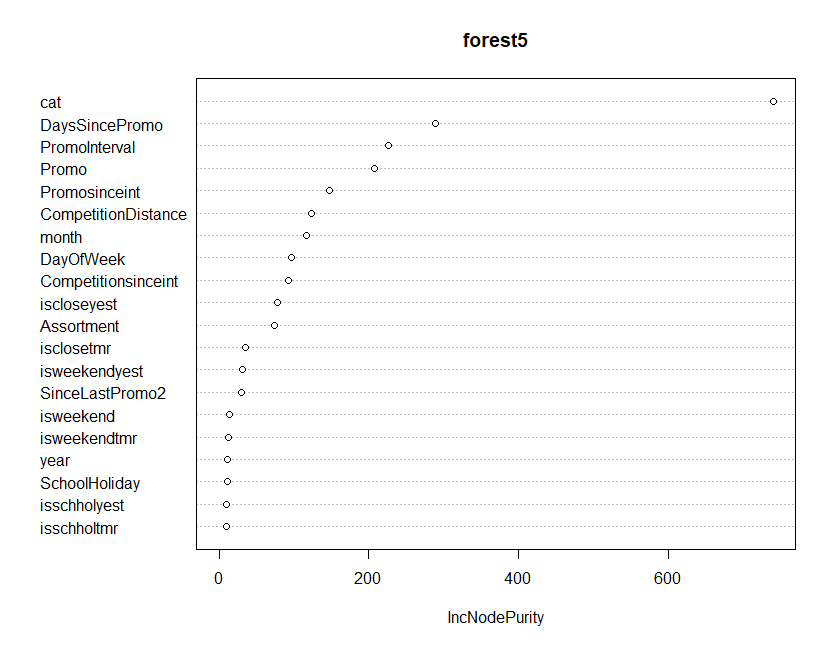 forest5
cat
DaysSincePromo
PromoInterval
Promo
Promosinceint
CompetitionDistance
month
DayOfWeek
Competitionsinceint
iscloseyest
Assortment
isclosetmr
isweekendyest
SinceLastPromo2
isweekend
isweekendtmr
year
SchoolHoliday
isschholyest
isschholtmr
0 200 400 600
IncNodePurity